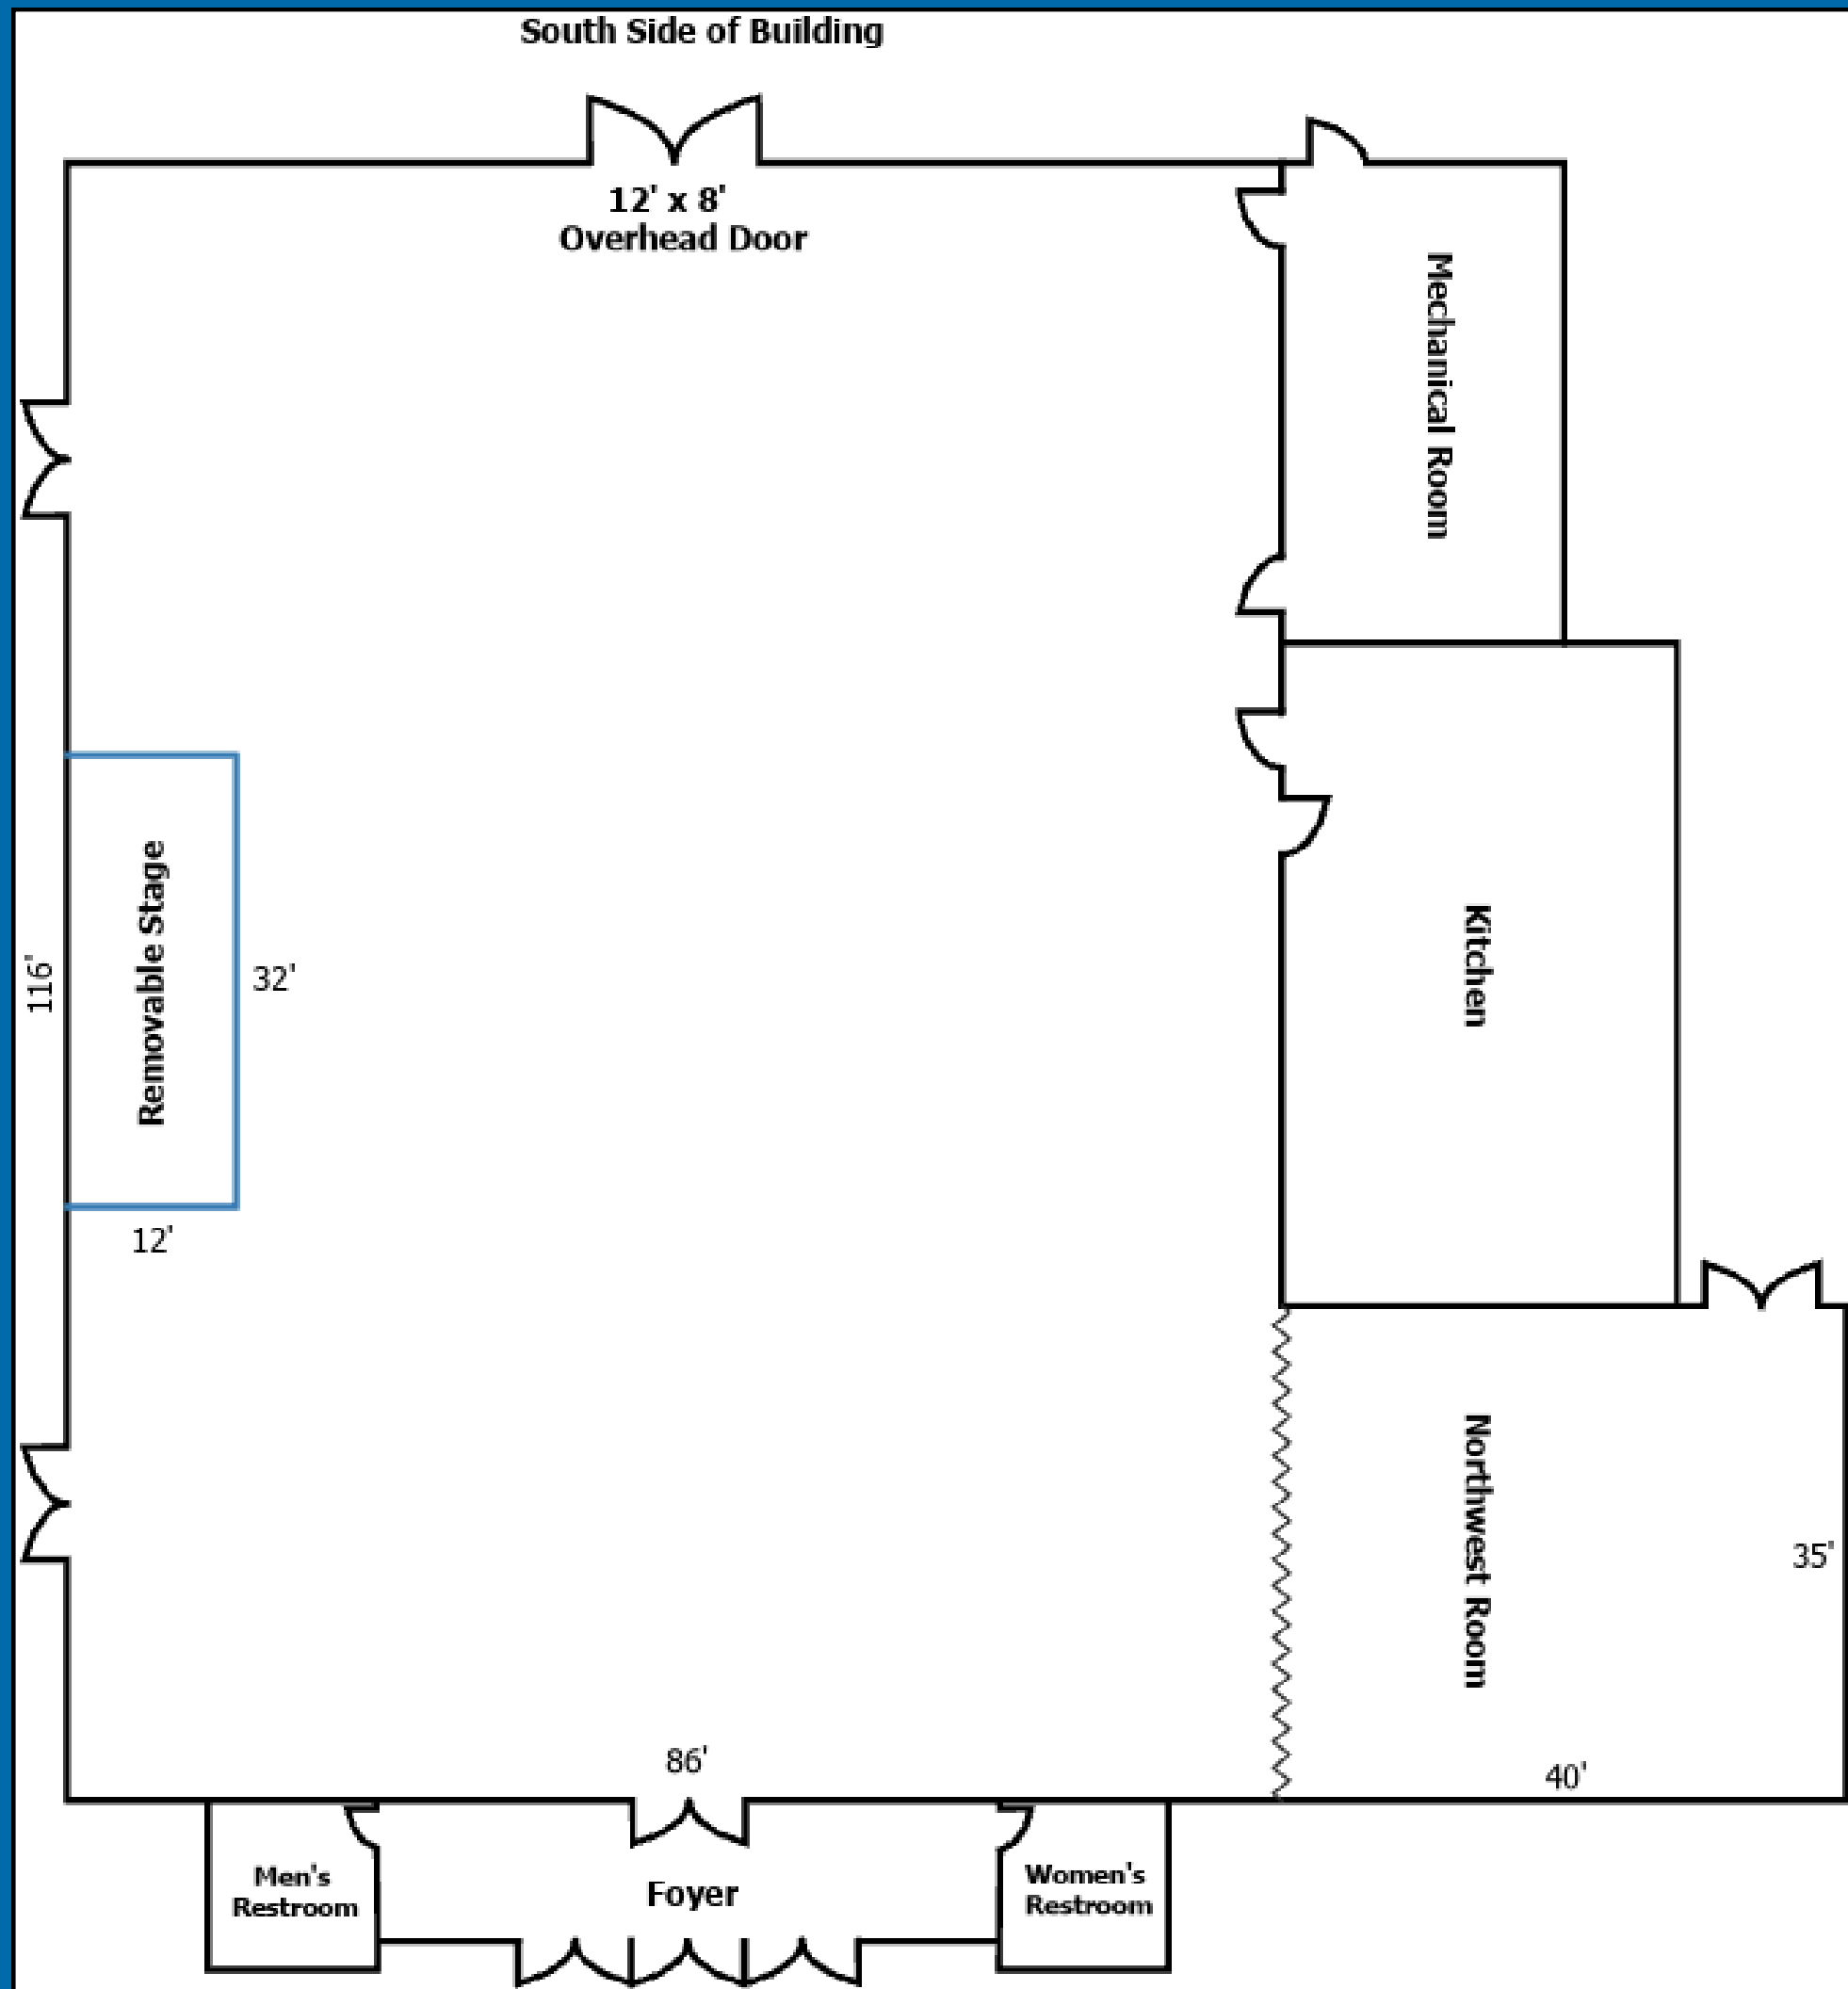 South Side of Building
12' x 8'
Overhead Door
Mechanical Room
Removable Stage
116'
32'
12'
Kitchen
Northwest Room
35'
86'
40'
Men's
Restroom
Foyer
Women's
Restroom